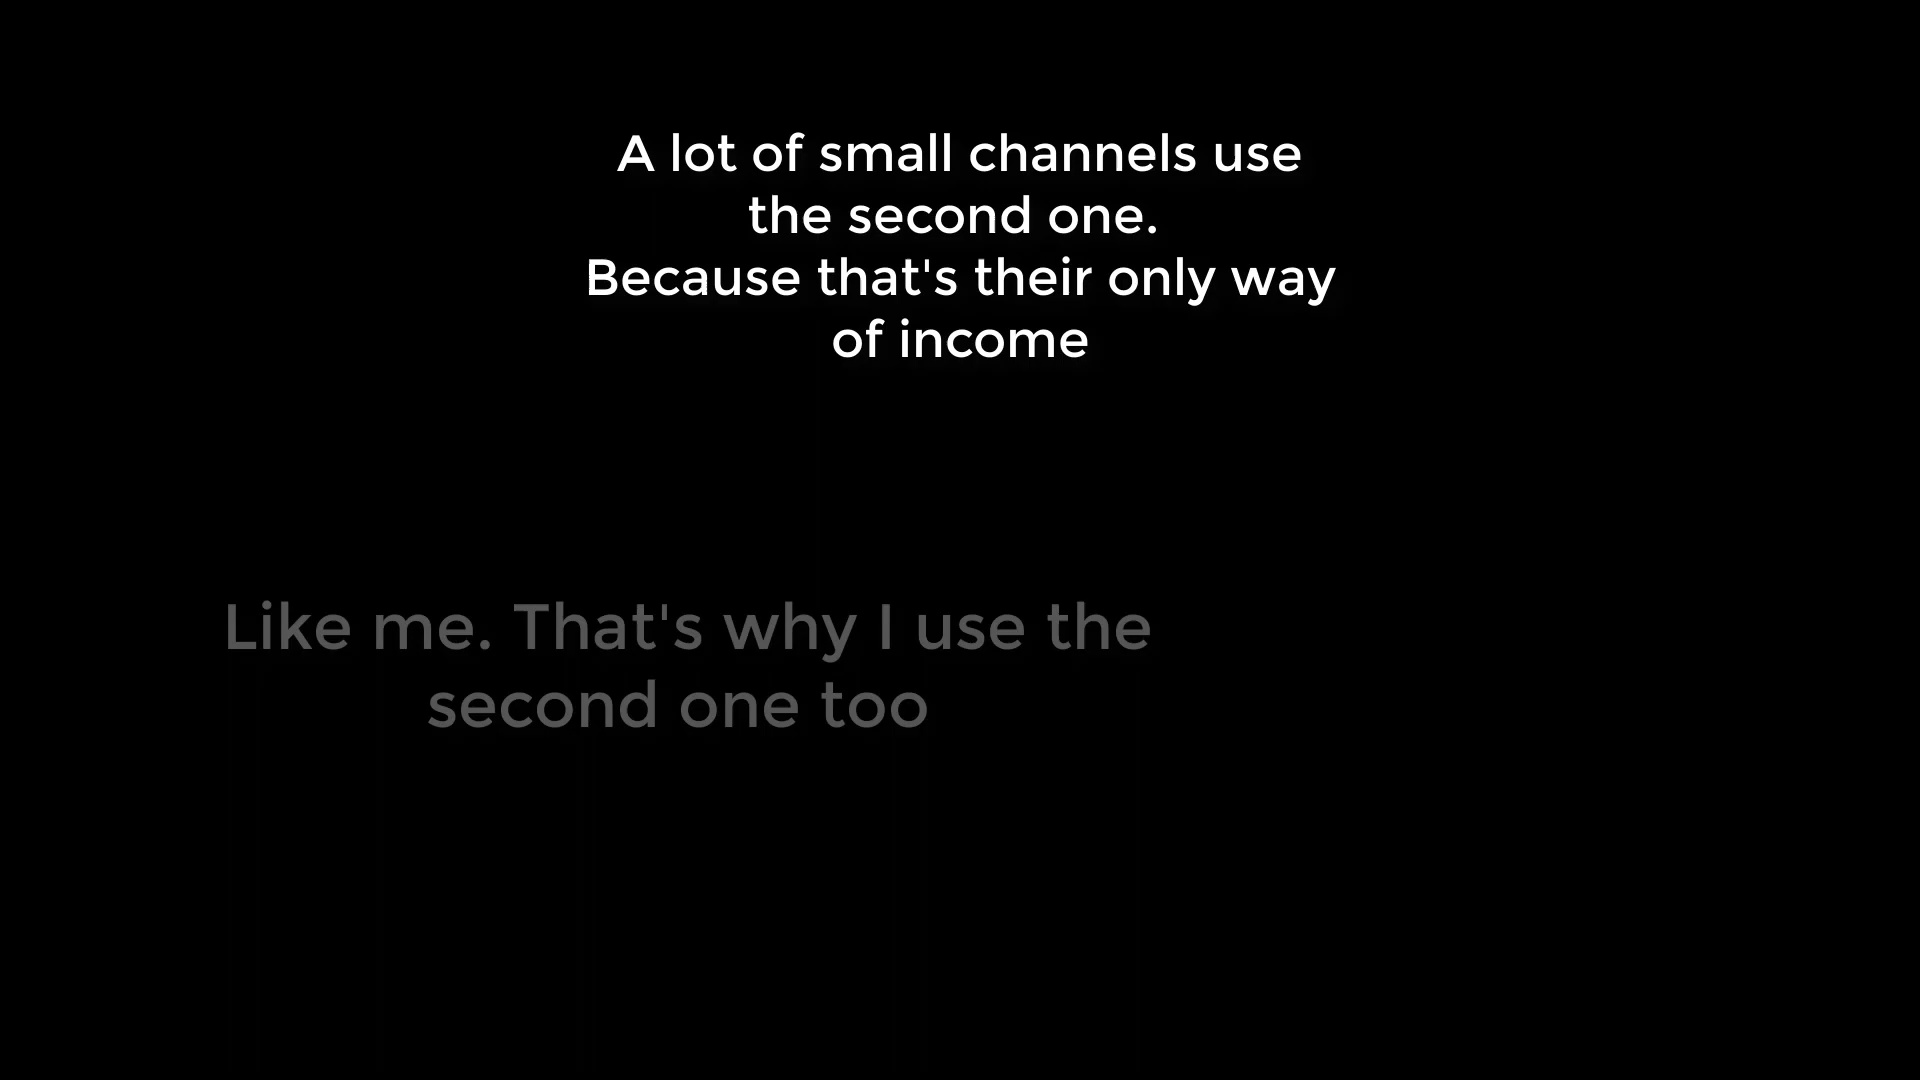 A lot of small channels use
the second one.
Because that's their only way
of income
Like me. That's why I use the
second one too